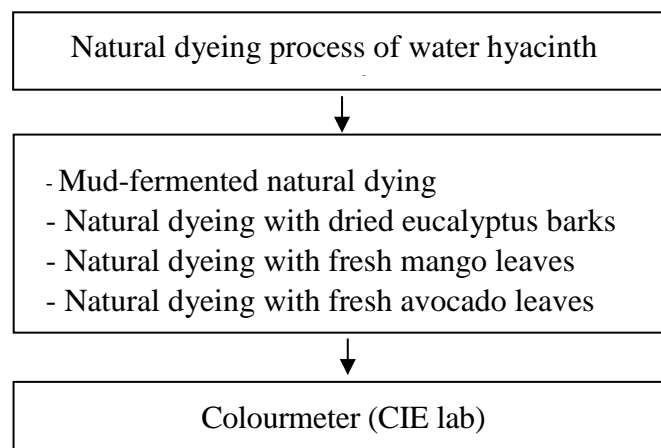 Natural dyeing process of water hyacinth
- Mud-fermented natural dying
- Natural dyeing with dried eucalyptus barks
- Natural dyeing with fresh mango leaves
- Natural dyeing with fresh avocado leaves
Colourmeter (CIE lab)